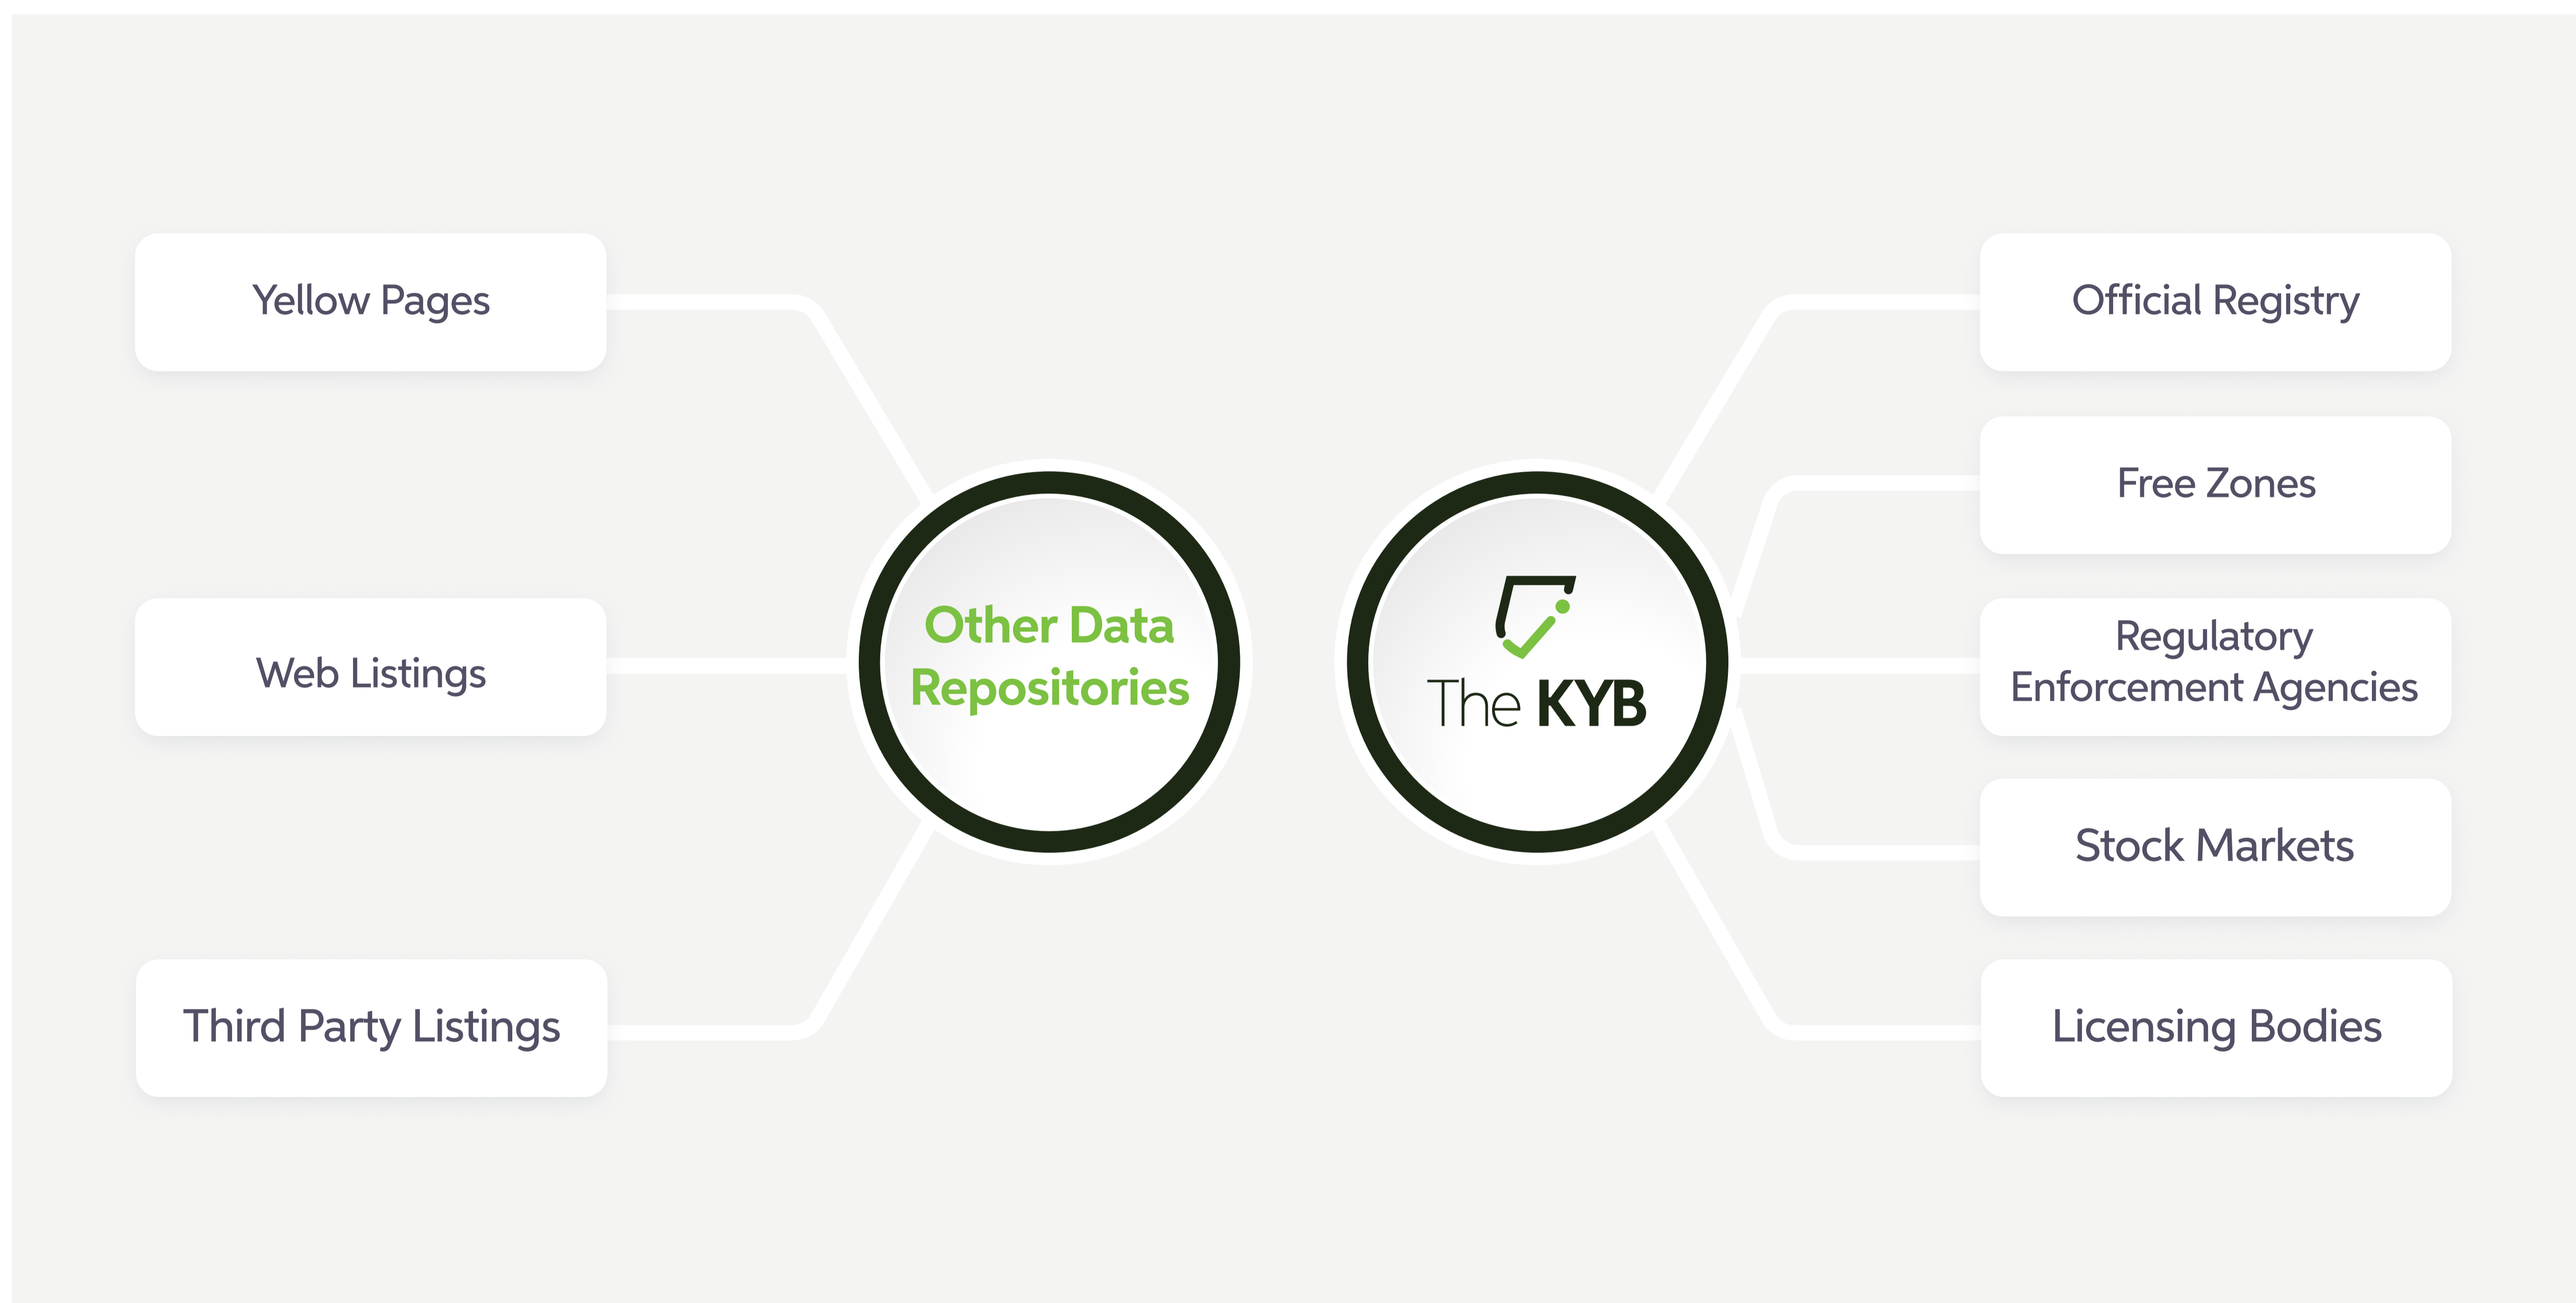 Yellow Pages
Web Listings
Third Party Listings
Other Data
Repositories
The KYB
Official Registry
Free Zones
Regulatory
Enforcement Agencies
Stock Markets
Licensing Bodies